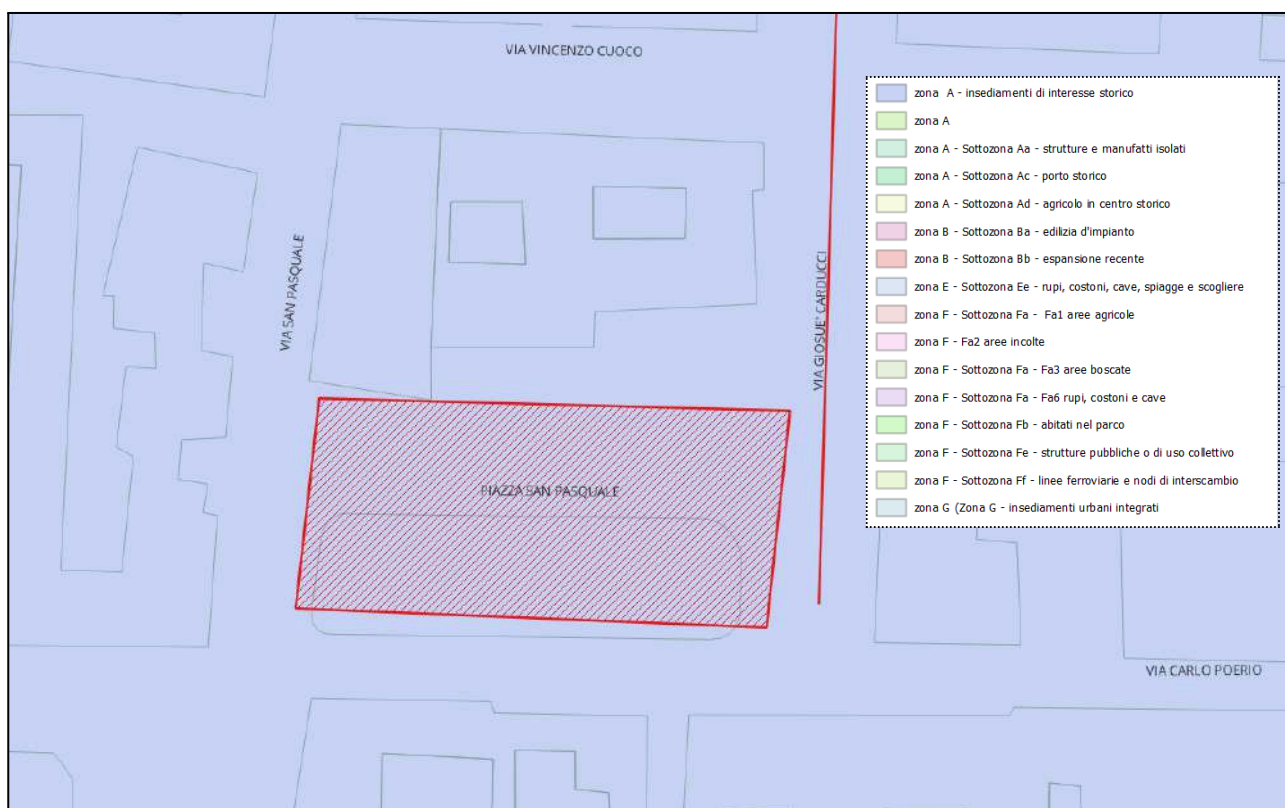 VIA VINCENZO CUOCO
VIA SAN PASQUALE
VIA GIOSUE' CARDUCCI
PIAZZA SAN PASQUALE
VIA CARLO POERIO
zona A - insediamenti di interesse storico
zona A
zona A - Sottozona Aa - strutture e manufatti isolati
zona A - Sottozona Ac - porto storico
zona A - Sottozona Ad - agricolo in centro storico
zona B - Sottozona Ba - edilizia d'impianto
zona B - Sottozona Bb - espansione recente
zona E - Sottozona Ee - rupi, costoni, cave, spiagge e scogliere
zona F - Sottozona Fa - Fa1 aree agricole
zona F - Fa2 aree incolte
zona F - Sottozona Fa - Fa3 aree boscate
zona F - Sottozona Fa - Fa6 rupi, costoni e cave
zona F - Sottozona Fb - abitati nel parco
zona F - Sottozona Fe - strutture pubbliche o di uso collettivo
zona F - Sottozona Ff - linee ferroviarie e nodi di interscambio
zona G (Zona G - insediamenti urbani integrati